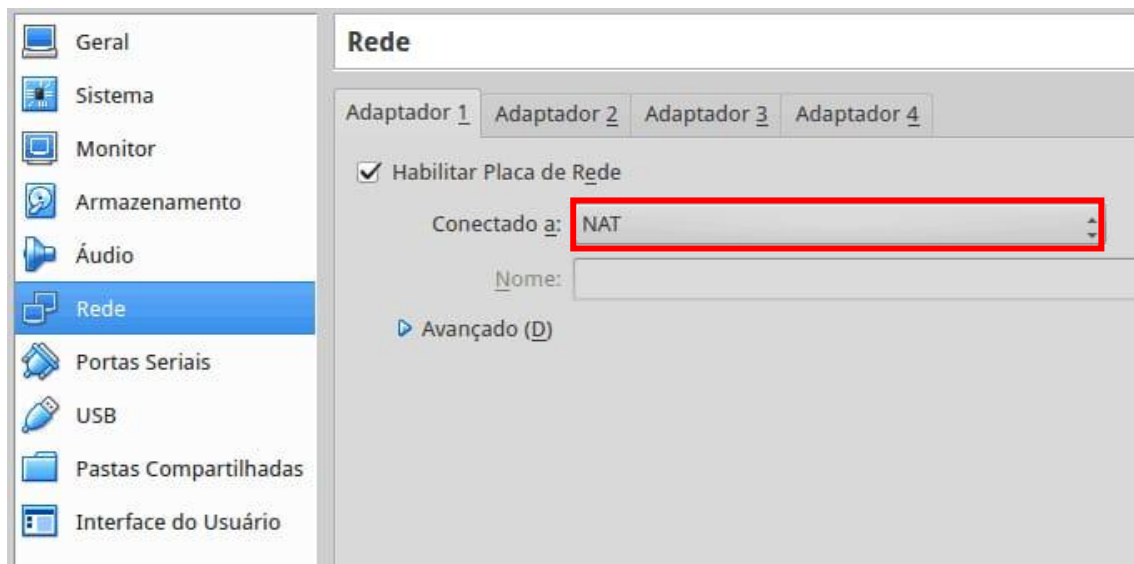 Geral
Sistema
Monitor
Armazenamento
Áudio
Rede
Portas Seriais
USB
Pastas Compartilhadas
Interface do Usuário
Rede
Adaptador 1 Adaptador 2 Adaptador 3 Adaptador 4
Habilitar Placa de Rede
Conectado a: NAT
Nome:
Avançado (D)